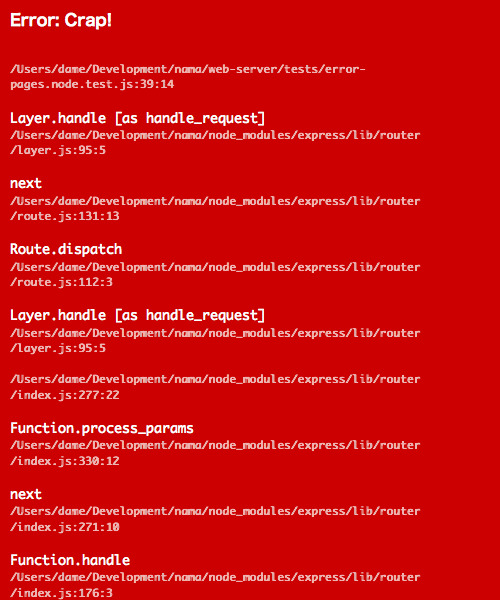 Error: Crap!
/Users/dame/Development/nama/web-server/tests/error-
pages.node.test.js:39:14
Layer.handle [as handle_request]
/Users/dame/Development/nama/node_modules/express/lib/router
/layer.js:95:5
next
/Users/dame/Development/nama/node_modules/express/lib/router
/route.js:131:13
Route.dispatch
/Users/dame/Development/nama/node_modules/express/lib/router
/route.js:112:3
Layer.handle [as handle_request]
/Users/dame/Development/nama/node_modules/express/lib/router
/layer.js:95:5
/Users/dame/Development/nama/node_modules/express/lib/router
/index.js:277:22
Function.process_params
/Users/dame/Development/nama/node_modules/express/lib/router
/index.js:330:12
next
/Users/dame/Development/nama/node_modules/express/lib/router
/index.js:271:10
Function.handle
/Users/dame/Development/nama/node_modules/express/lib/router
/index.js:176:3